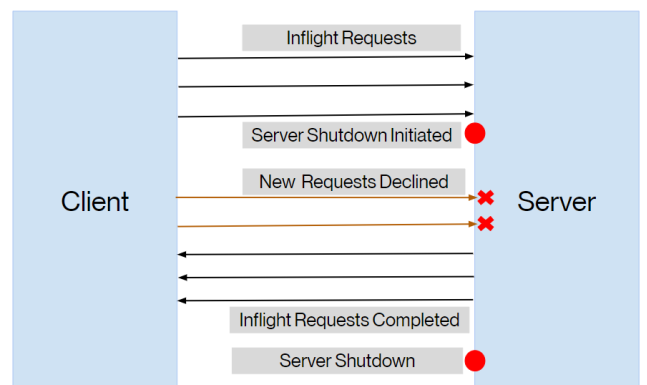 Inflight Requests
Server Shutdown Initiated
New Requests Declined
Client
Server
Inflight Requests Completed
Server Shutdown